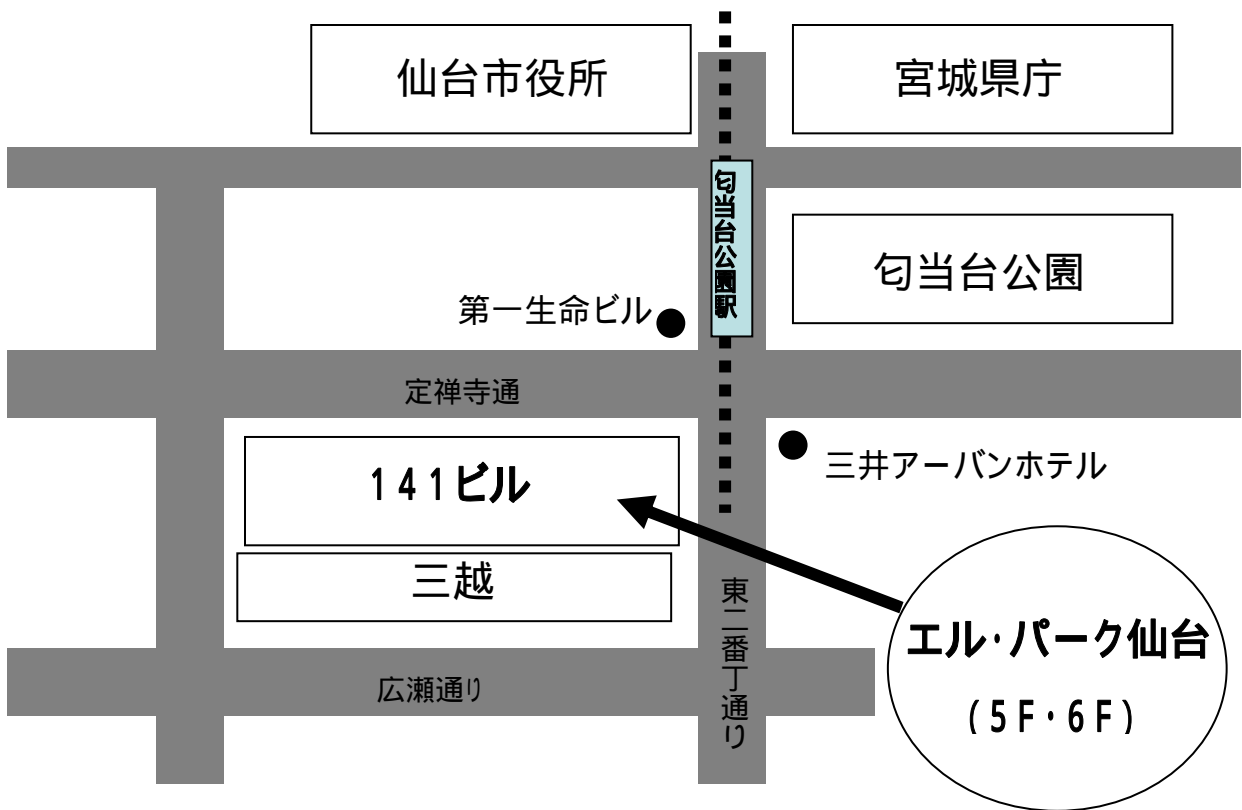 仙台市役所
宮城県庁
匂当台公園駅
匂当台公園
第一生命ビル
定禅寺通
141ビル
三井アーバンホテル
三越
東二番丁通り
エル・パーク仙台
(5F・6F)
広瀬通り